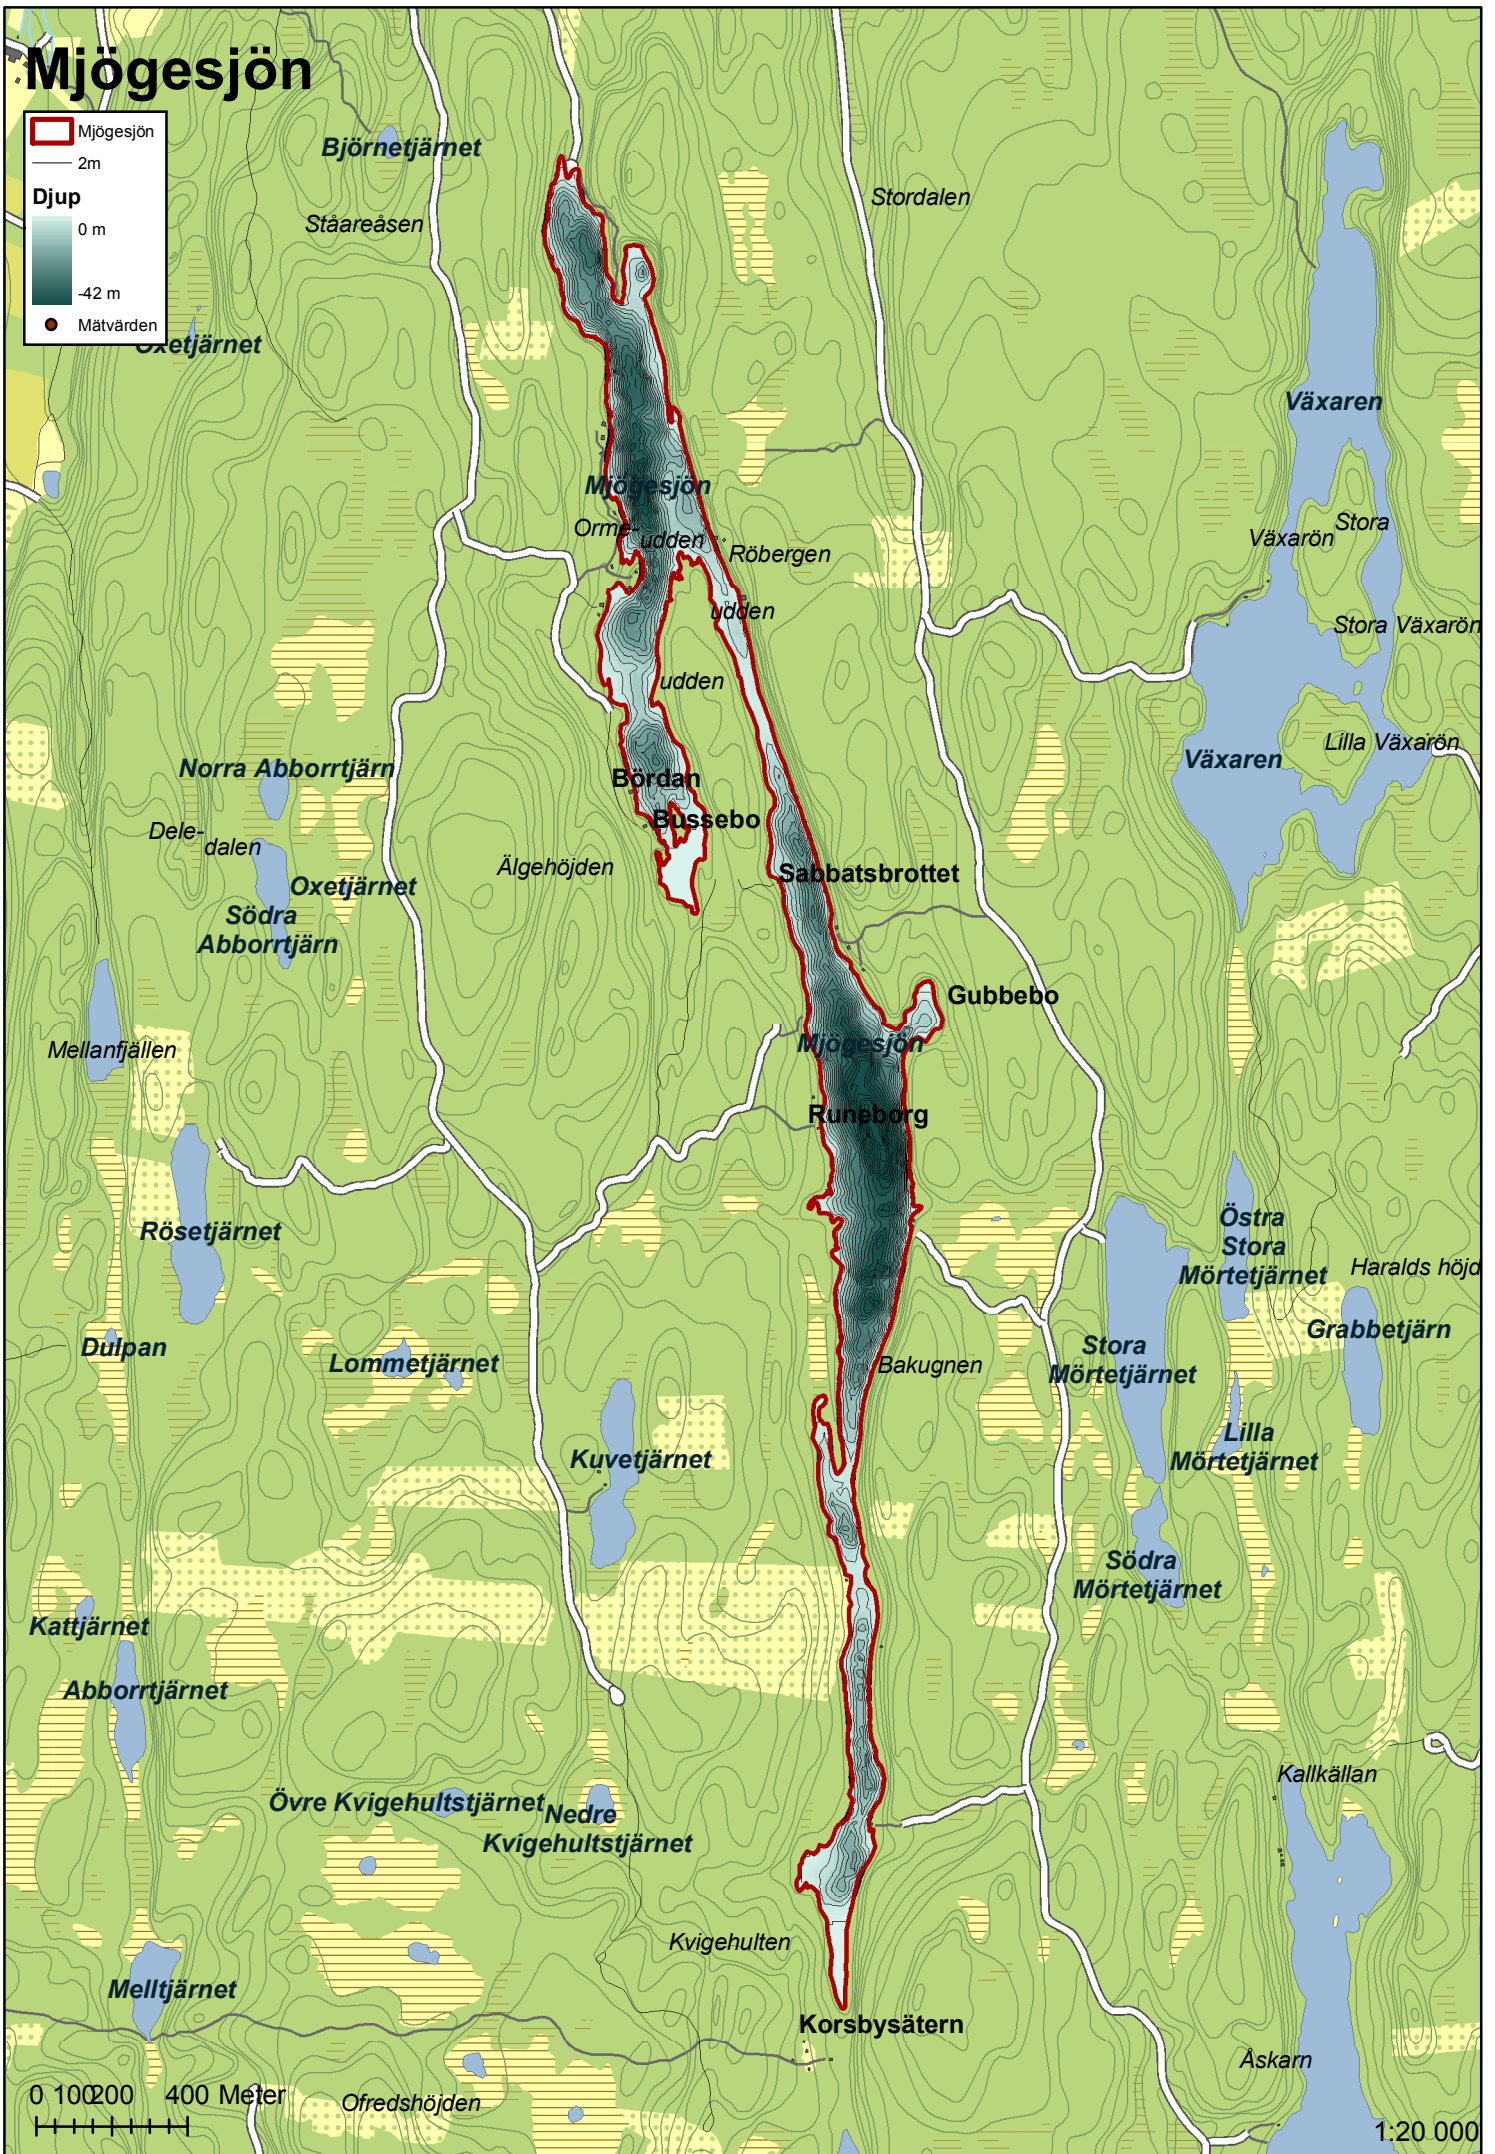 Mjögesjön
Mjögesjön
2m
Djup
0 m
-42 m
Mätvärden
Björnetjärnet
Ståareåsen
Stordalen
Oxetjärnet
Växaren
Mjögesjön
Orme-
udden
Röbergen
Stora
Växarön
udden
Stora Växarön
udden
Lilla Växarön
Växaren
Norra Abborrtjärn
Bördan
Bussebo
Dele-
dalen
Älgehöjden
Sabbatsbrottet
Oxetjärnet
Södra
Abborrtjärn
Gubbebo
Mjögesjön
Mellanfjällen
Runeborg
Rösetjärnet
Östra
Stora
Mörtetjärnet
Haralds höjd
Grabbetjärn
Dulpan
Lommetjärnet
Bakugnen
Stora
Mörtetjärnet
Kuvetjärnet
Lilla
Mörtetjärnet
Södra
Mörtetjärnet
Kattjärnet
Abborrtjärnet
Kallkällan
Övre Kvigehultstjärnet
Nedre
Kvigehultstjärnet
Kvigehulten
Melltjärnet
Korsbysätern
Åskarn
0 100 200 400 Meter
Ofredshöjden
1:20 000